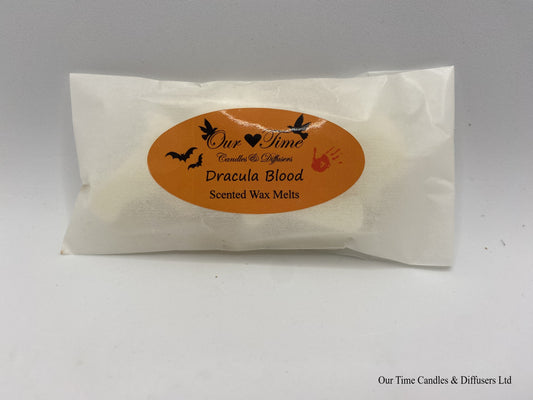 Our Time
Candles & Diffusers
Dracula Blood
Scented Wax Melts
Our Time Candles & Diffusers Ltd